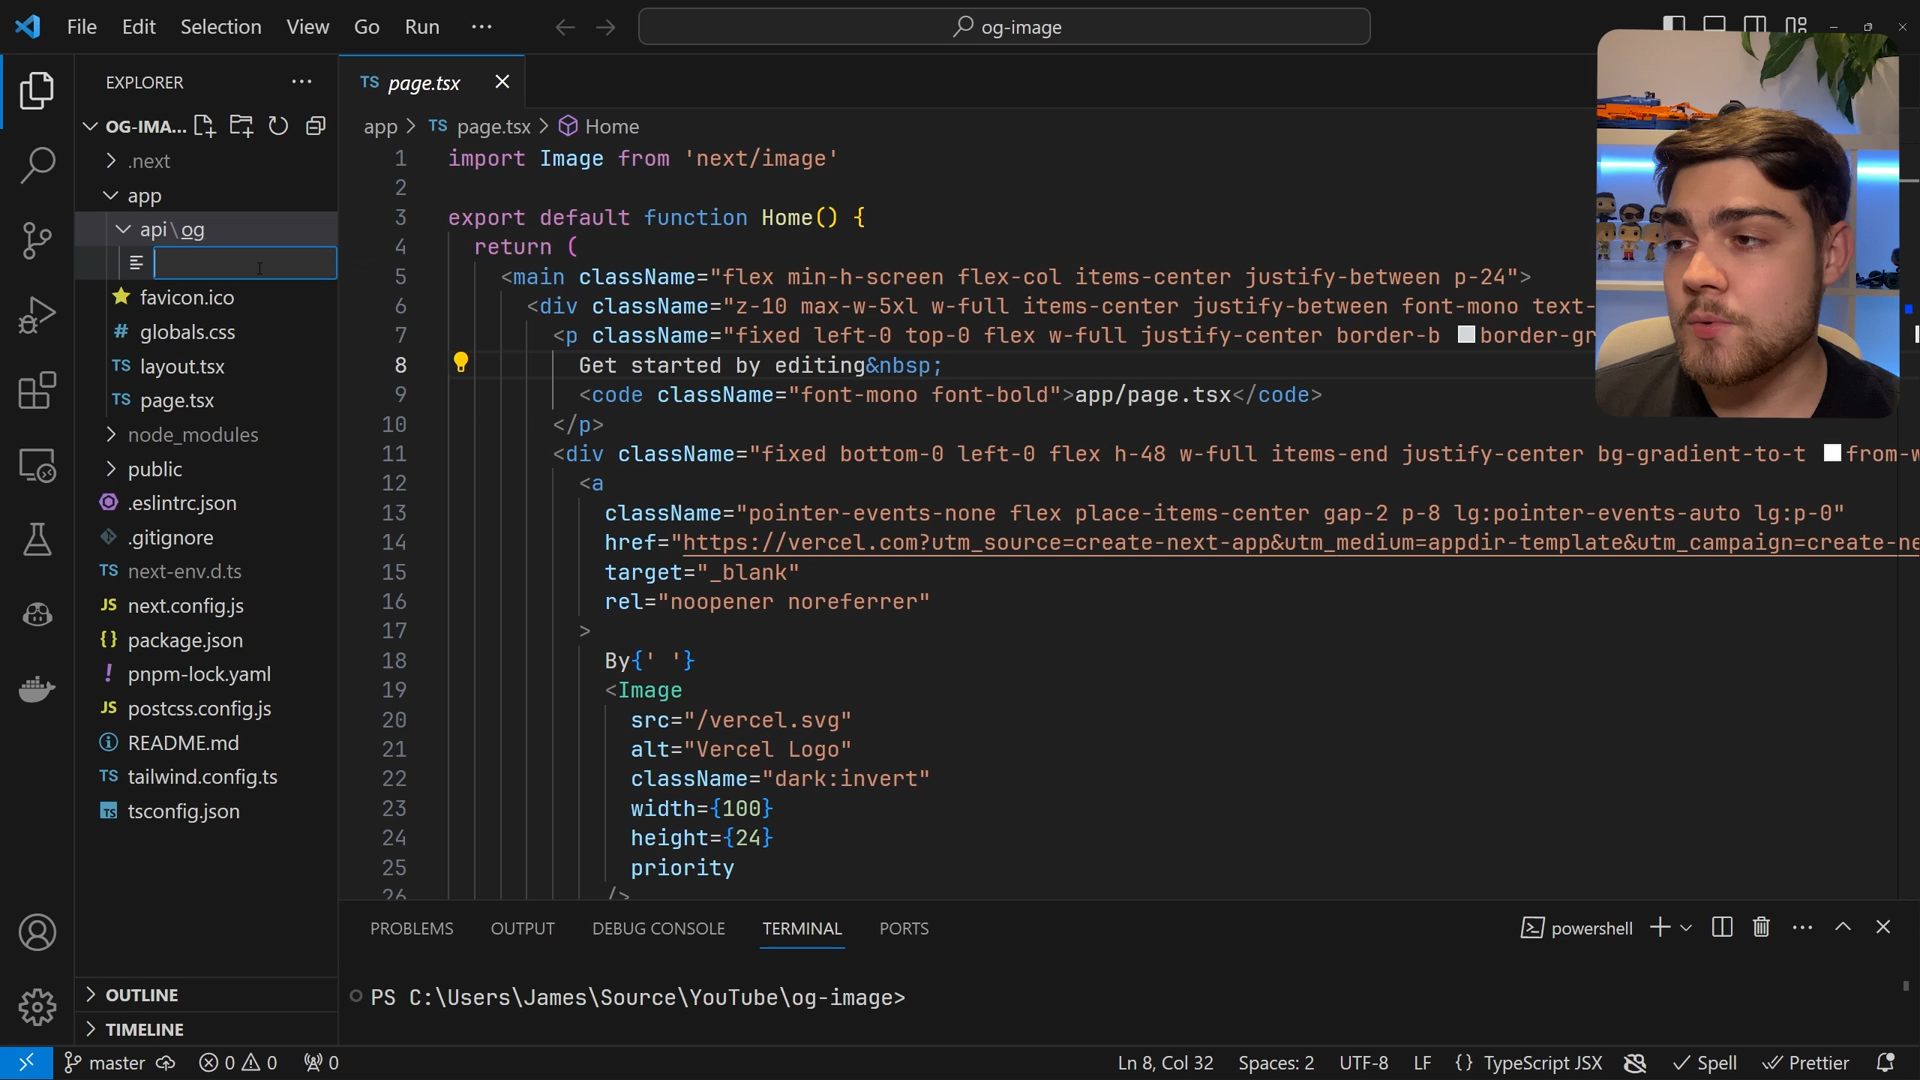 File Edit Selection View Go Run ···
og-image
EXPLORER ···
OG-IMA...
.next
app
api\og
favicon.ico
globals.css
TS layout.tsx
TS page.tsx
node_modules
public
.eslintrc.json
.gitignore
TS next-env.d.ts
JS next.config.js
{} package.json
! pnpm-lock.yaml
JS postcss.config.js
README.md
TS tailwind.config.ts
TS tsconfig.json
OUTLINE
TIMELINE
TS page.tsx
app > TS page.tsx > Home
1 import Image from 'next/image'
2
3 export default function Home() {
4 return (
5 <main className="flex min-h-screen flex-col items-center justify-between p-24">
6 <div className="z-10 max-w-5xl w-full items-center justify-between font-mono text-
7 <p className="fixed left-0 top-0 flex w-full justify-center border-b border-gr
8 Get started by editing&nbsp;
9 <code className="font-mono font-bold">app/page.tsx</code>
10 </p>
11 <div className="fixed bottom-0 left-0 flex h-48 w-full items-end justify-center bg-gradient-to-t from-w
12 <a
13 className="pointer-events-none flex place-items-center gap-2 p-8 lg:pointer-events-auto lg:p-0"
14 href="https://vercel.com?utm_source=create-next-app&utm_medium=appdir-template&utm_campaign=create-ne
15 target="_blank"
16 rel="noopener noreferrer"
17 >
18 By{' '}
19 <Image
20 src="/vercel.svg"
21 alt="Vercel Logo"
22 className="dark:invert"
23 width={100}
24 height={24}
25 priority
26 />
PROBLEMS OUTPUT DEBUG CONSOLE TERMINAL PORTS
powershell
PS C:\Users\James\Source\YouTube\og-image>
master 0 0 0
Ln 8, Col 32 Spaces: 2 UTF-8 LF {} TypeScript JSX Spell Prettier